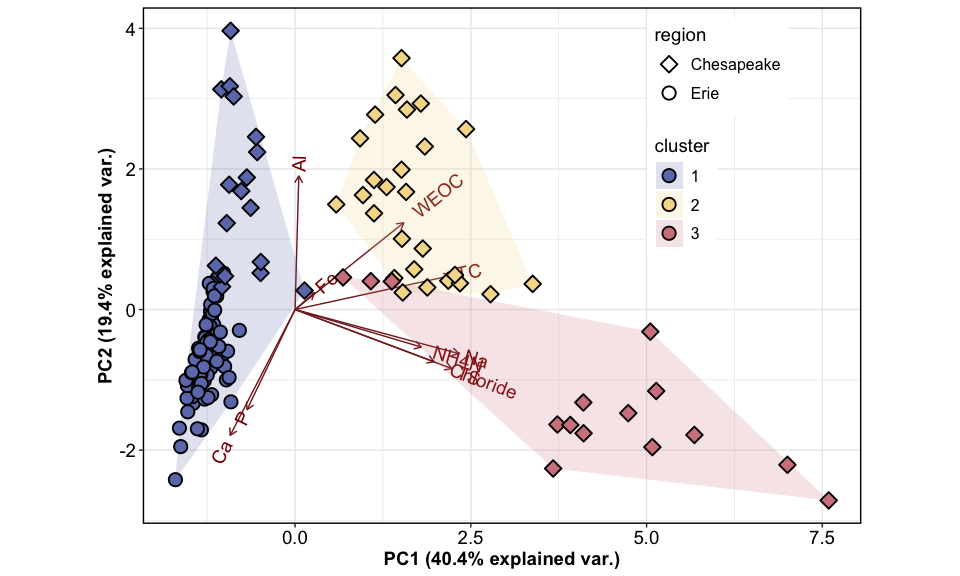 region
Chesapeake
Erie
cluster
1
2
3
4
2
0
-2
PC2 (19.4% explained var.)
Al
WEOC
Fe
TC
Na
Chloride
P
Ca
0.0
2.5
5.0
7.5
PC1 (40.4% explained var.)